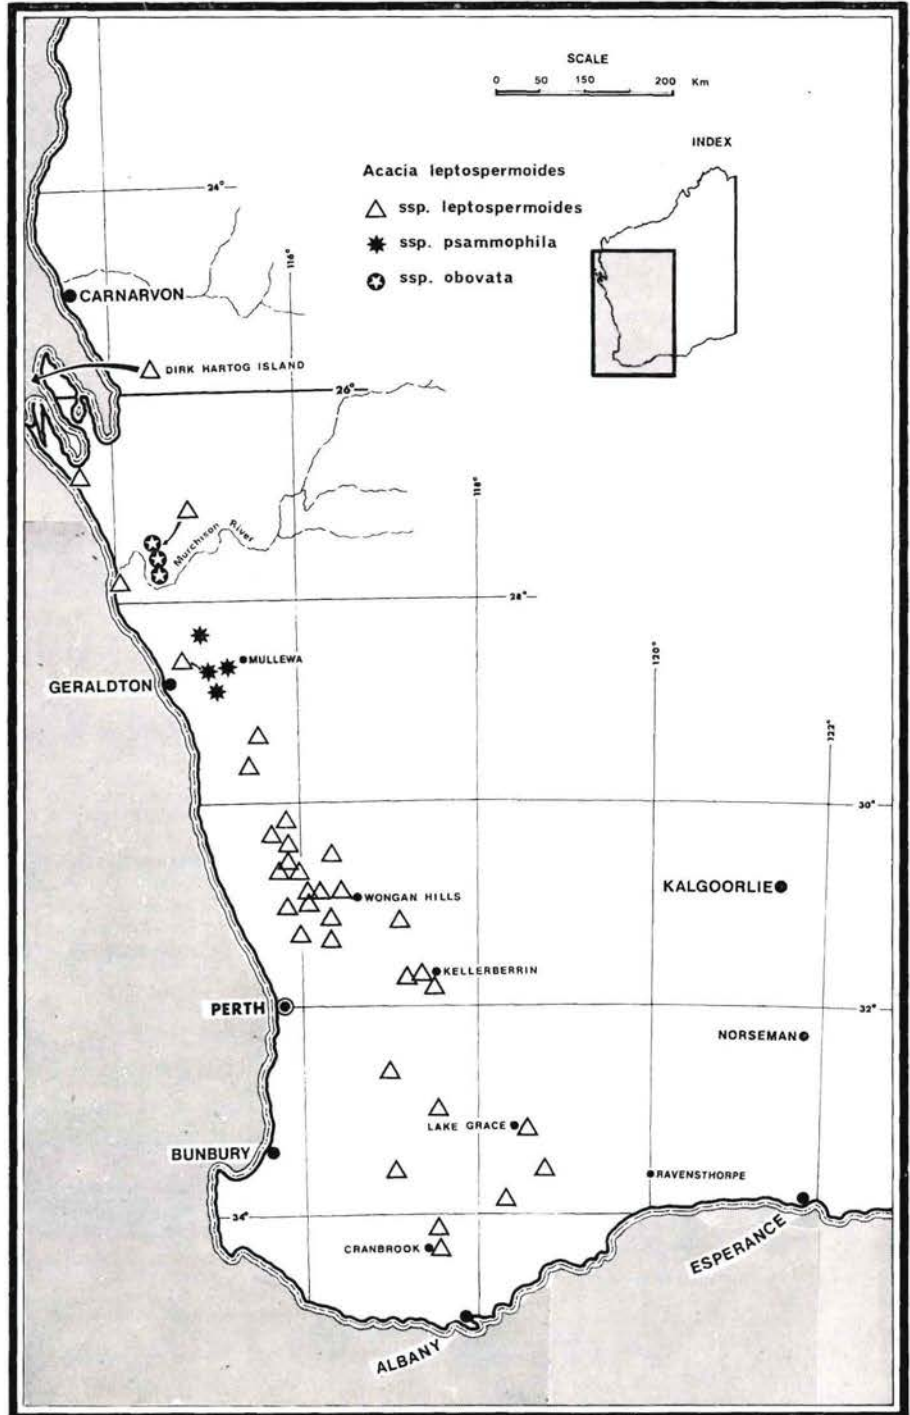 SCALE
0 50 150 200 Km
INDEX
Acacia leptospermoides
ssp. leptospermoides
ssp. psammophila
ssp. obovata
24°
116°
CARNARVON
DIRK HARTOG ISLAND
26°
118°
Murchison River
28°
120°
MULLEWA
GERALDTON
122°
30°
KALGOORLIE
WONGAN HILLS
KELLERBERRIN
PERTH
32°
NORSEMAN
LAKE GRACE
BUNBURY
RAVENSTHORPE
34°
CRANBROOK
ESPERANCE
ALBANY